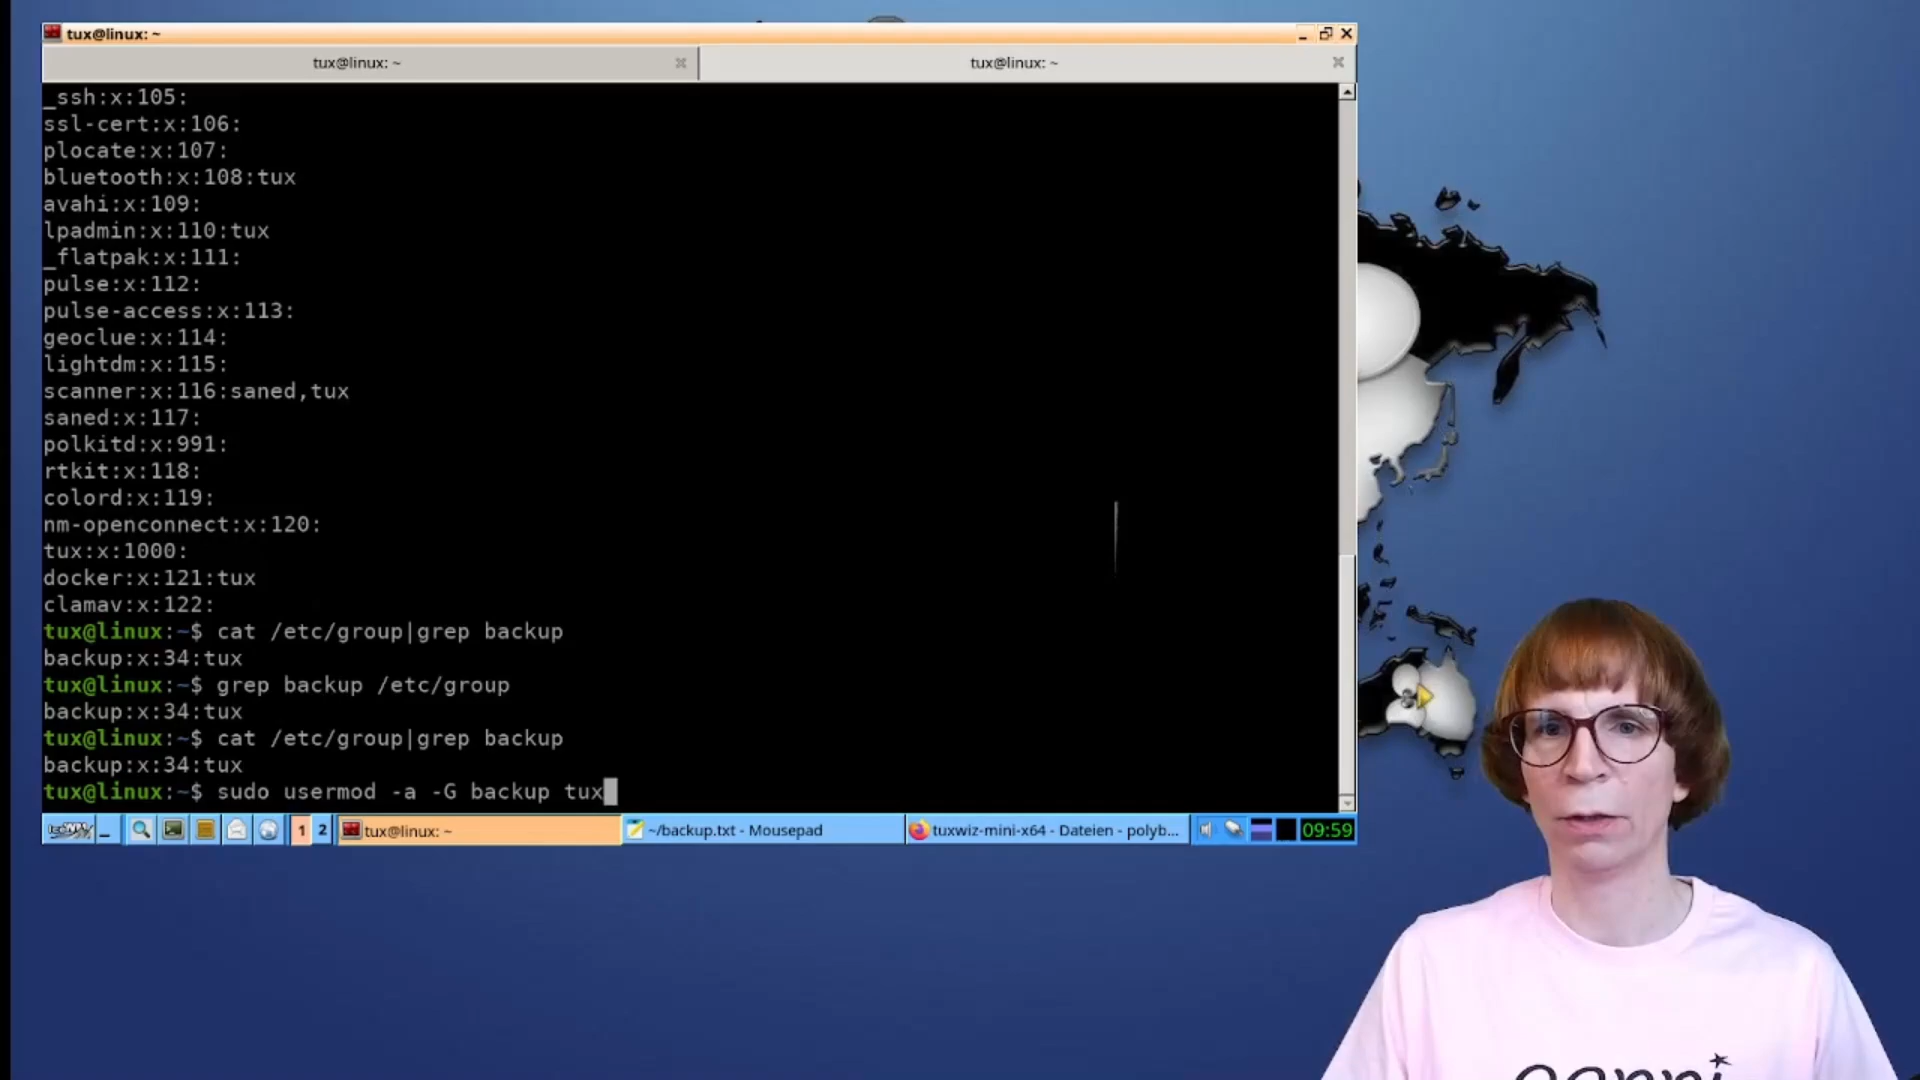 tux@linux: ~
tux@linux: ~
tux@linux: ~
_ssh:x:105:
ssl-cert:x:106:
plocate:x:107:
bluetooth:x:108:tux
avahi:x:109:
lpadmin:x:110:tux
_flatpak:x:111:
pulse:x:112:
pulse-access:x:113:
geoclue:x:114:
lightdm:x:115:
scanner:x:116:saned,tux
saned:x:117:
polkitd:x:991:
rtkit:x:118:
colord:x:119:
nm-openconnect:x:120:
tux:x:1000:
docker:x:121:tux
clamav:x:122:
tux@linux:~$ cat /etc/group|grep backup
backup:x:34:tux
tux@linux:~$ grep backup /etc/group
backup:x:34:tux
tux@linux:~$ cat /etc/group|grep backup
backup:x:34:tux
tux@linux:~$ sudo usermod -a -G backup tux
1 2 tux@linux: ~ ~/backup.txt - Mousepad tuxwiz-mini-x64 - Dateien - polyb... 09:59